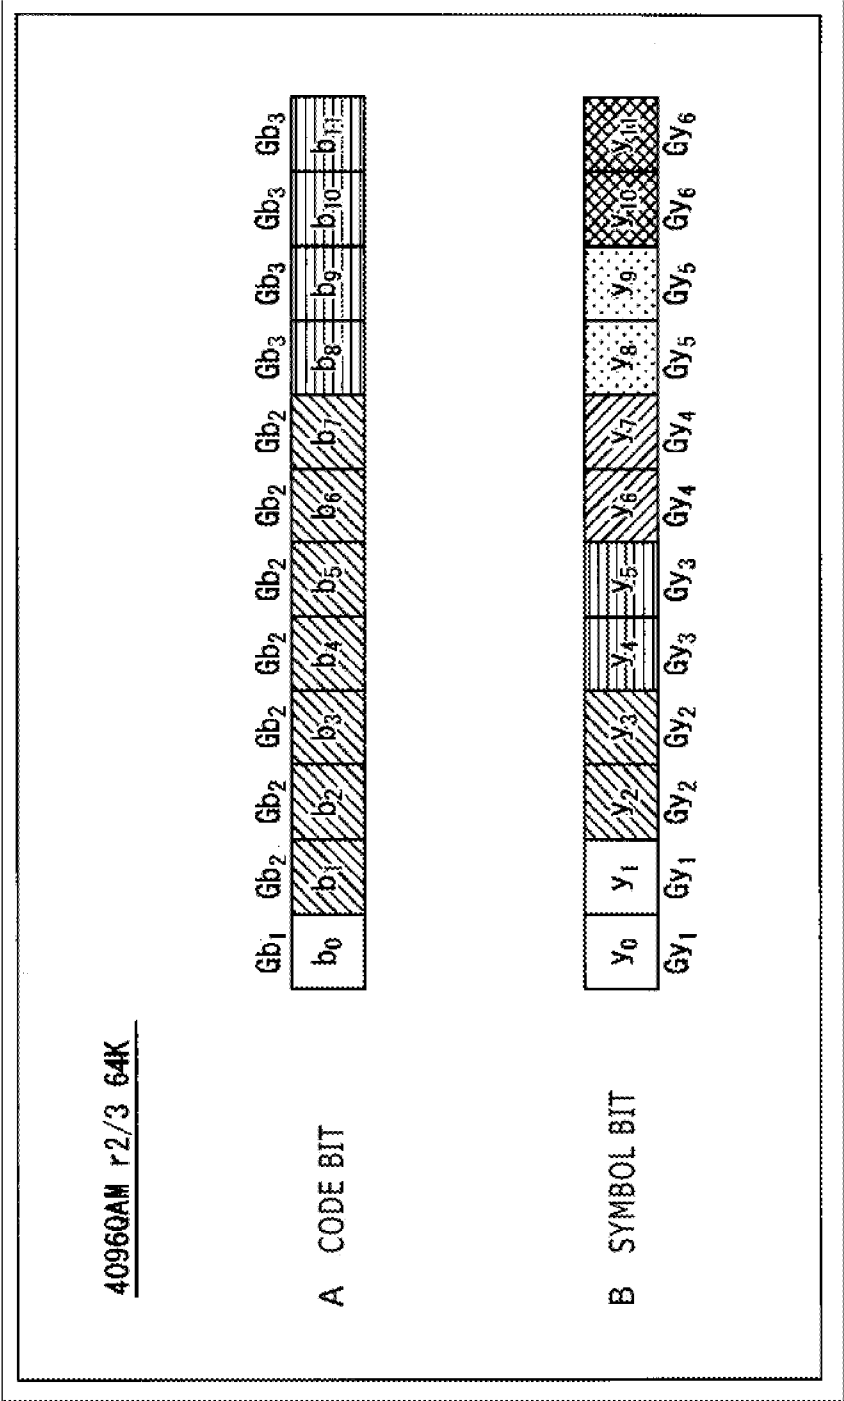 4096QAM r2/3 64K
Gb1 Gb2 Gb2 Gb2 Gb2 Gb2 Gb2 Gb2 Gb3 Gb3 Gb3 Gb3
A CODE BIT b0 b1 b2 b3 b4 b5 b6 b7 b8 b9 b10 b11
B SYMBOL BIT y0 y1 y2 y3 y4 y5 y6 y7 y8 y9 y10 y11
Gy1 Gy1 Gy2 Gy2 Gy3 Gy3 Gy4 Gy4 Gy5 Gy5 Gy6 Gy6